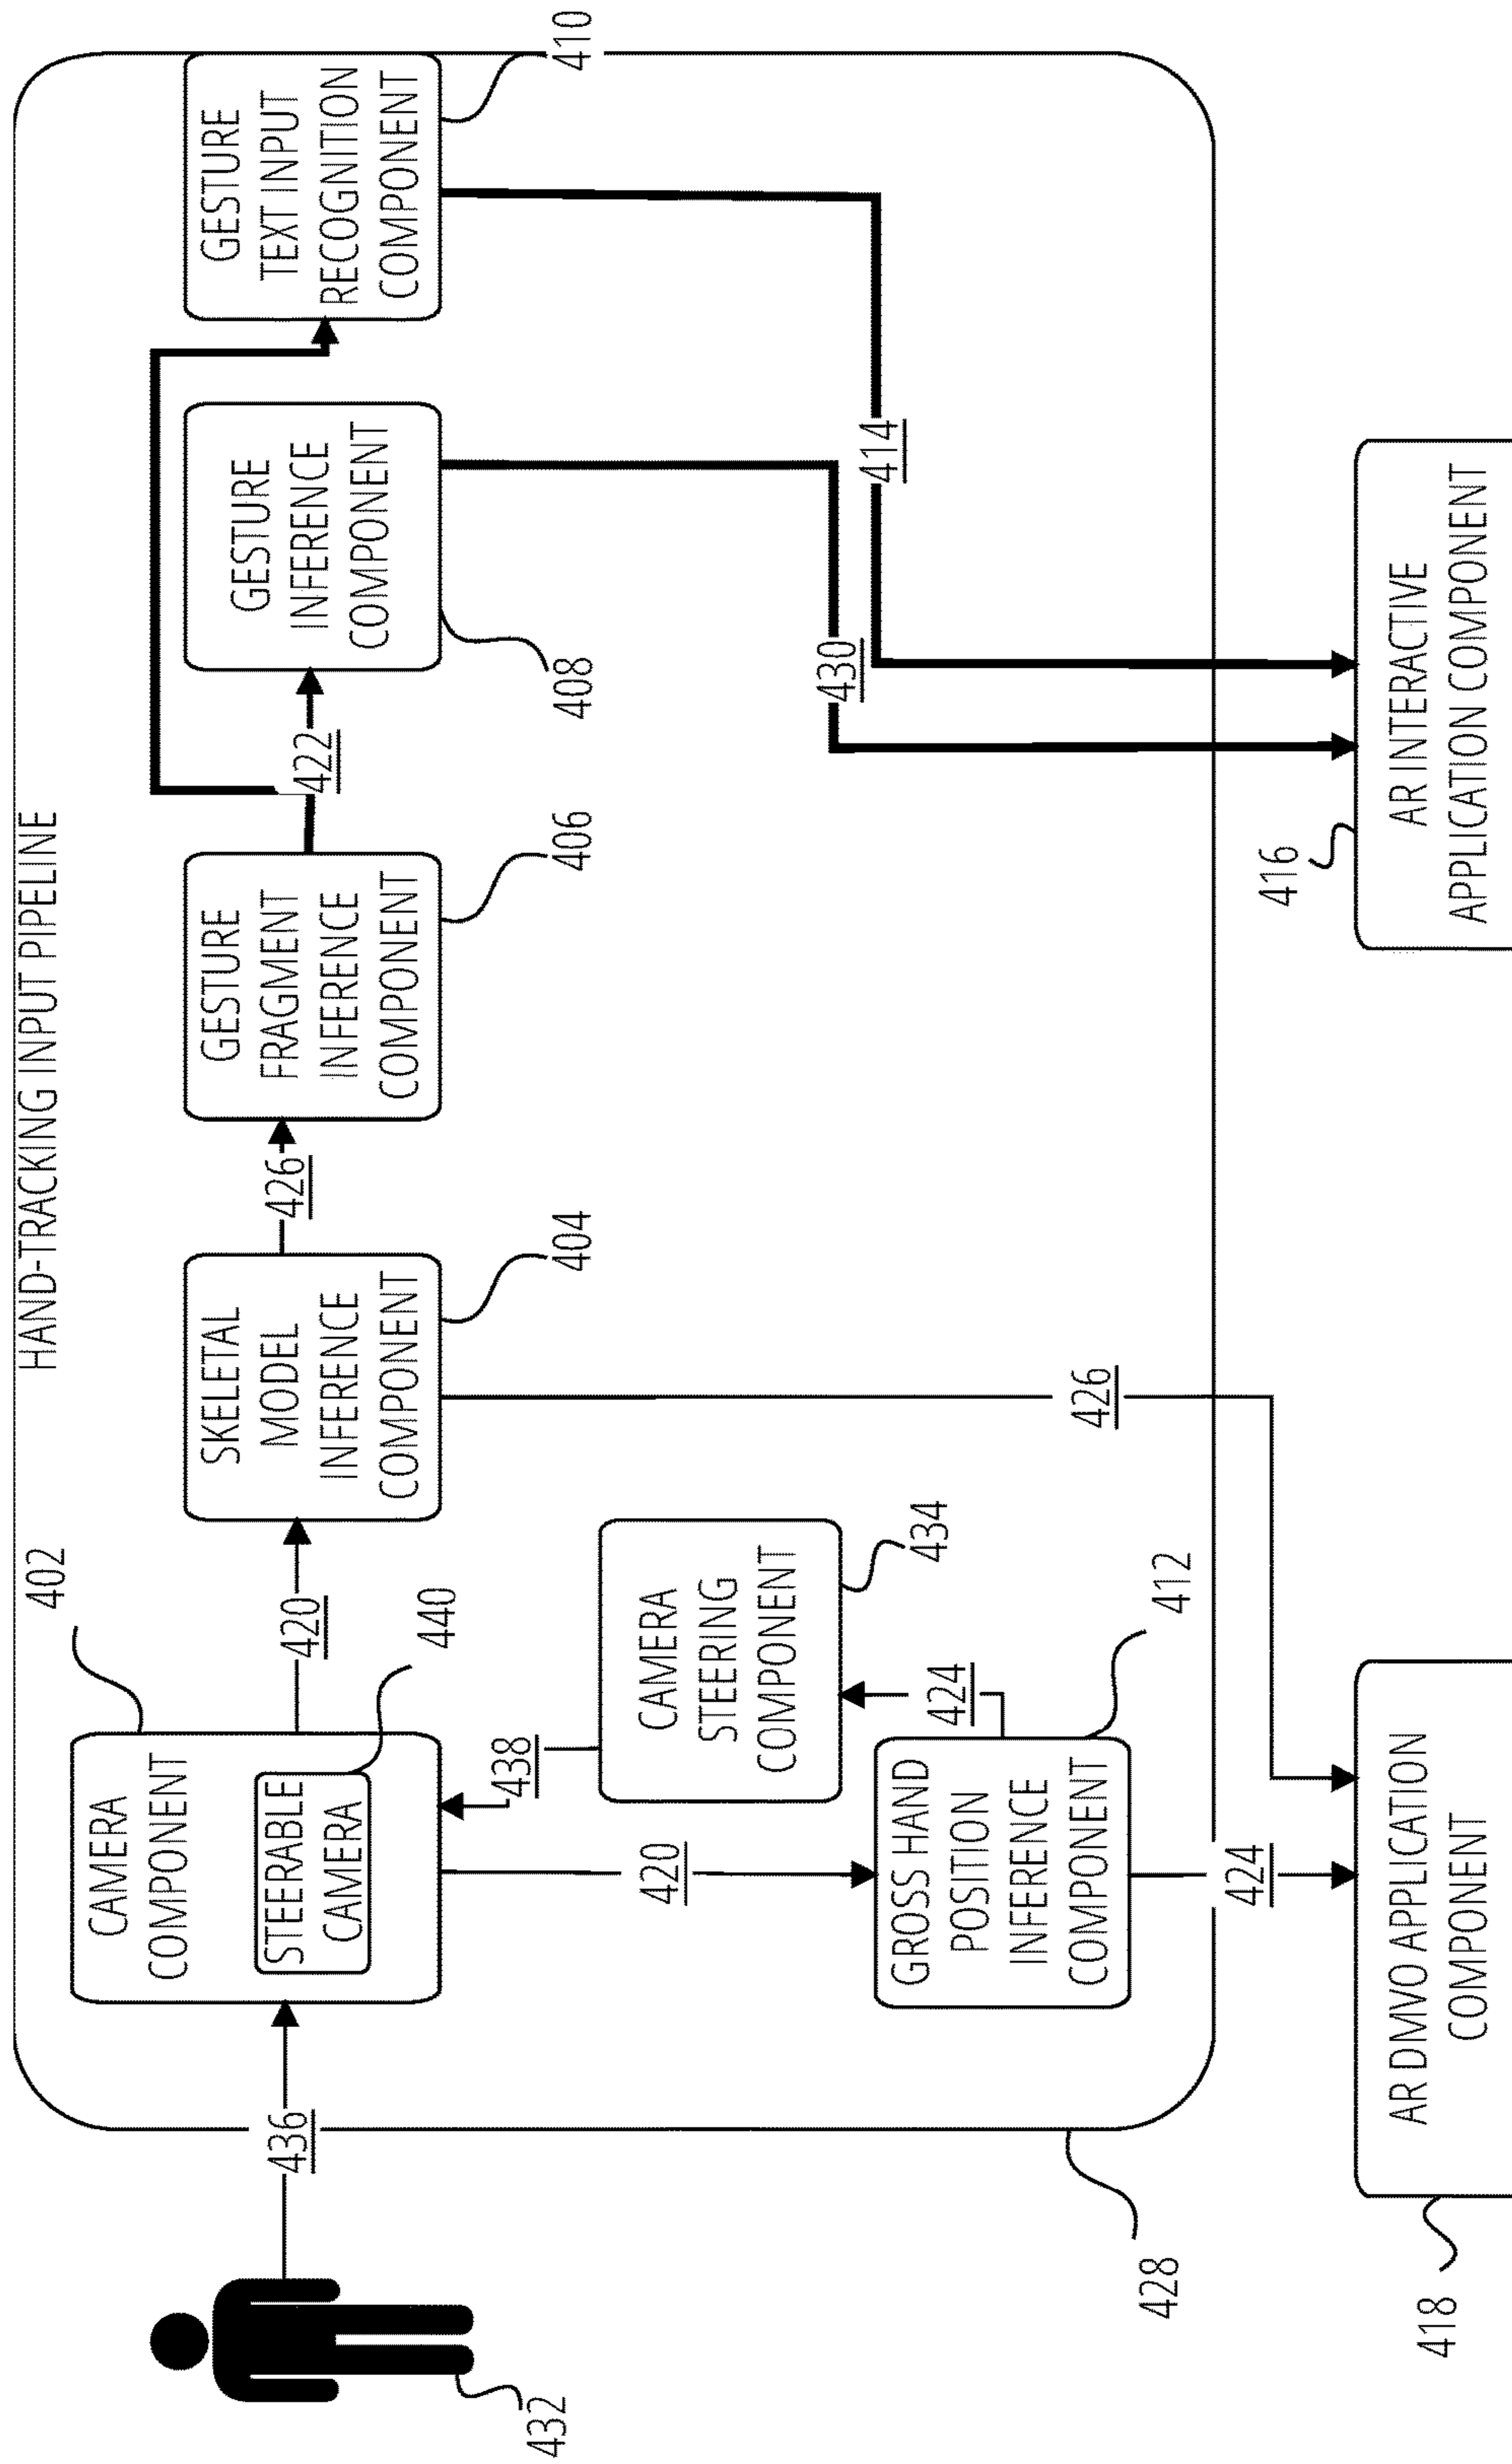 HAND-TRACKING INPUT PIPELINE
402
CAMERA
COMPONENT
STEERABLE
CAMERA
440
436
432
420
SKELETAL
MODEL
INFERENCE
COMPONENT
404
426
GESTURE
FRAGMENT
INFERENCE
COMPONENT
406
422
GESTURE
INFERENCE
COMPONENT
408
GESTURE
TEXT INPUT
RECOGNITION
COMPONENT
410
438
CAMERA
STEERING
COMPONENT
434
420
424
GROSS HAND
POSITION
INFERENCE
COMPONENT
412
426
430
414
424
428
AR DMVO APPLICATION
COMPONENT
418
416
AR INTERACTIVE
APPLICATION COMPONENT